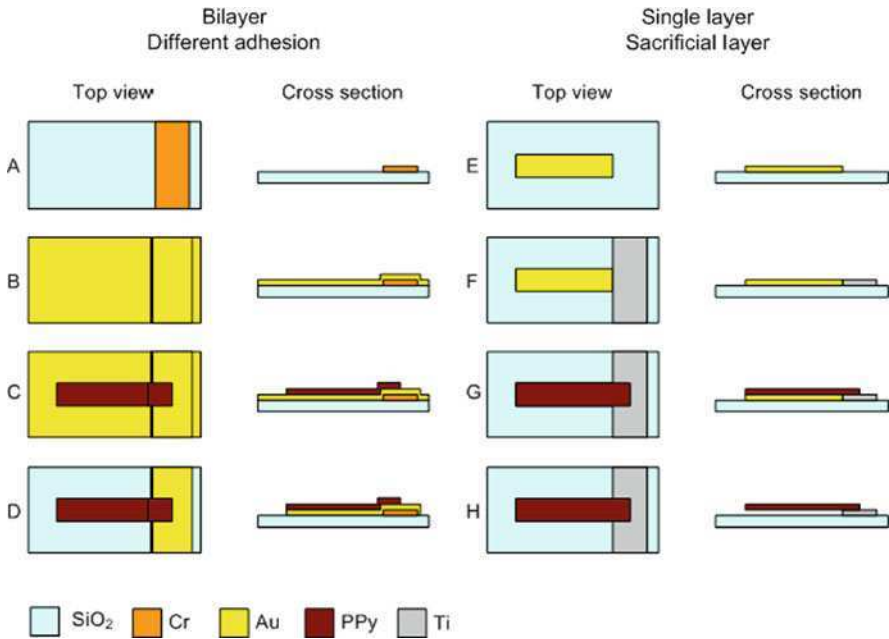 Bilayer
Different adhesion
Single layer
Sacrificial layer
Top view
Cross section
Top view
Cross section
A
E
B
F
C
G
D
H
SiO₂
Cr
Au
PPy
Ti